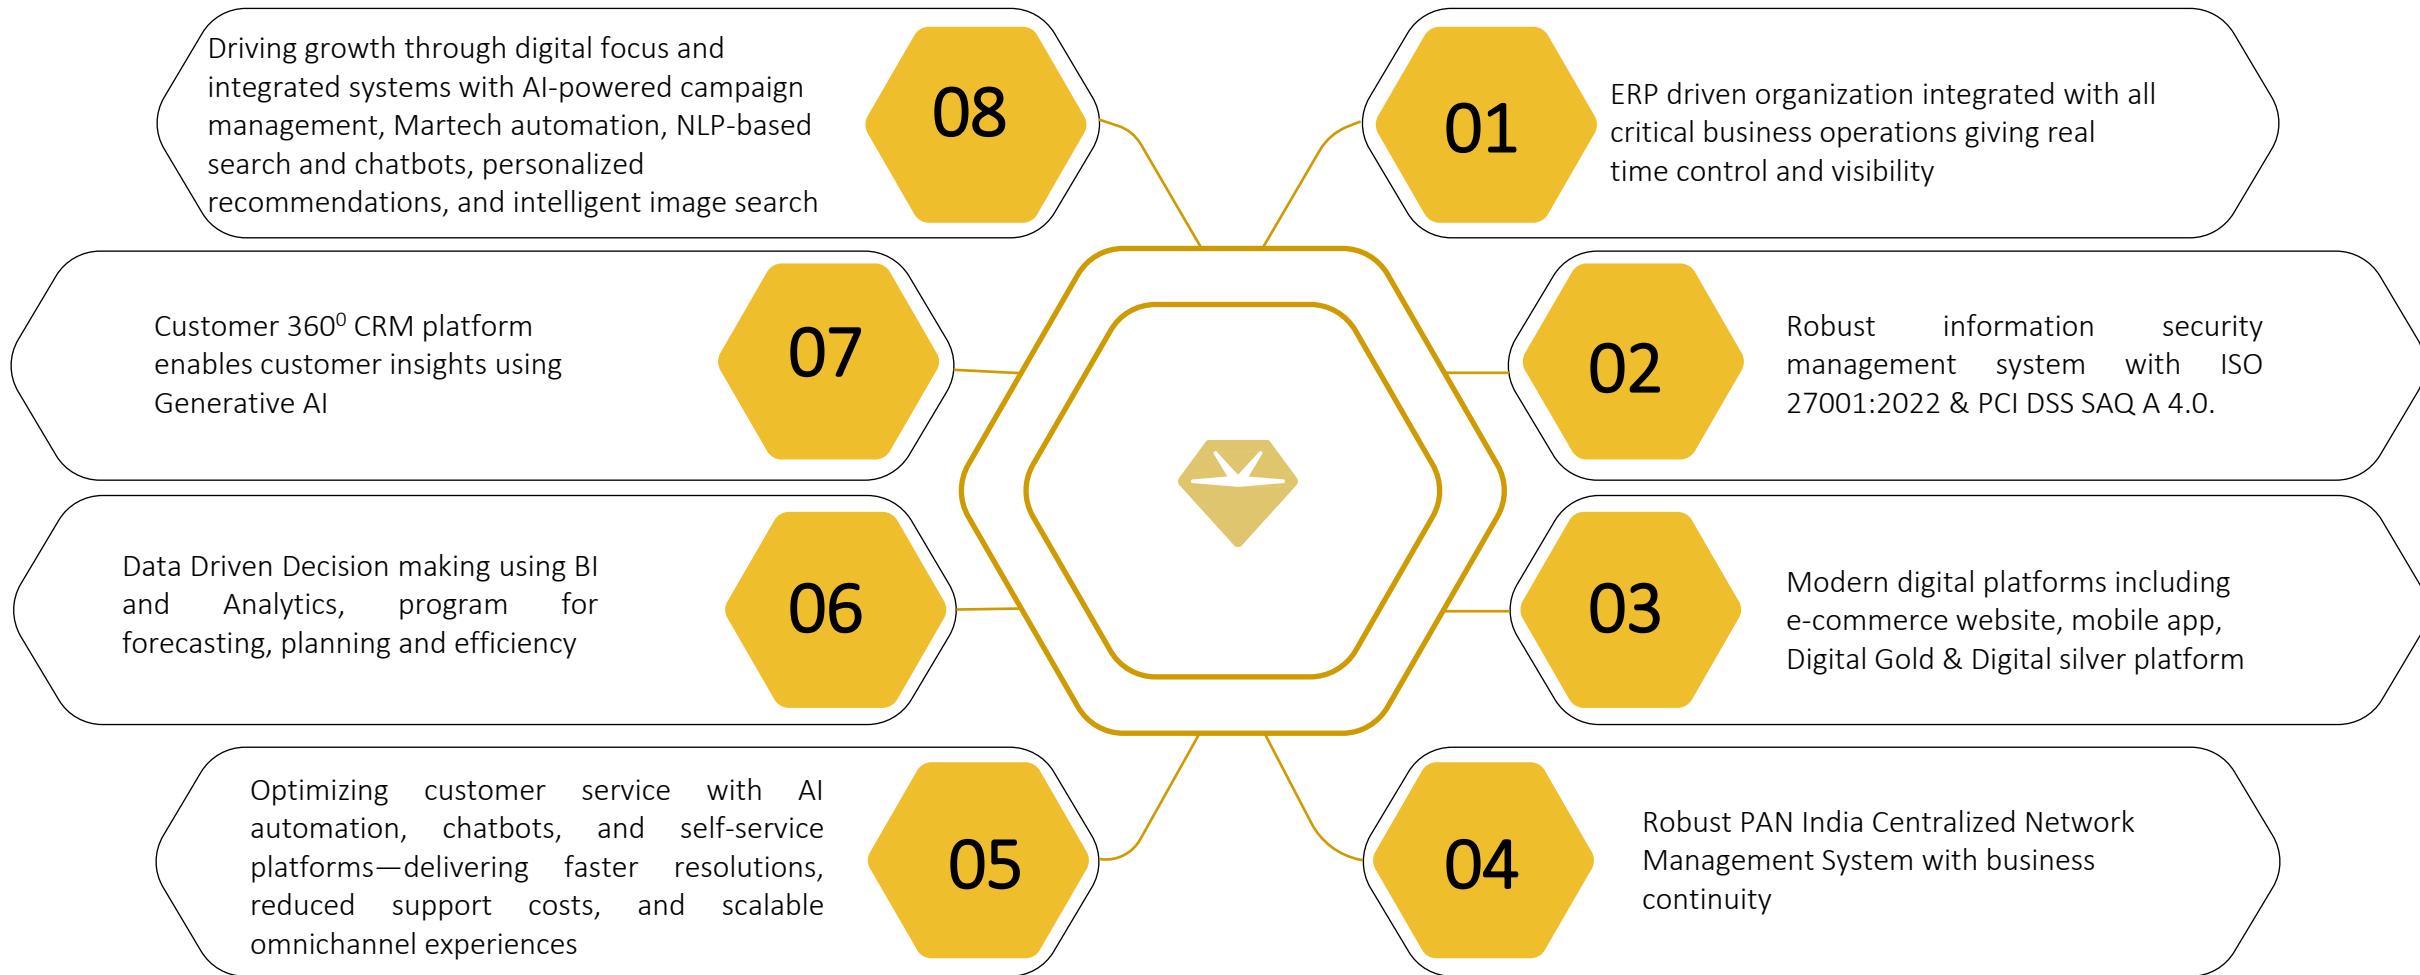 01
ERP driven organization integrated with all
critical business operations giving real
time control and visibility
02
Robust information security
management system with ISO
27001:2022 & PCI DSS SAQ A 4.0.
03
Modern digital platforms including
e-commerce website, mobile app,
Digital Gold & Digital silver platform
04
Robust PAN India Centralized Network
Management System with business
continuity
05
Optimizing customer service with AI
automation, chatbots, and self-service
platforms—delivering faster resolutions,
reduced support costs, and scalable
omnichannel experiences
06
Data Driven Decision making using BI
and Analytics, program for
forecasting, planning and efficiency
07
Customer 360⁰ CRM platform
enables customer insights using
Generative AI
08
Driving growth through digital focus and
integrated systems with AI-powered campaign
management, Martech automation, NLP-based
search and chatbots, personalized
recommendations, and intelligent image search